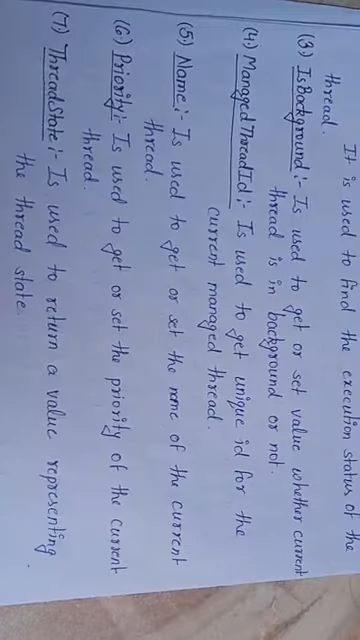 It is used to find the execution status of the
thread.
(3) IsBackground:- Is used to get or set value whether current
thread is in background or not.
(4) ManagedThreadId:- Is used to get unique id for the
current managed thread.
(5) Name:- Is used to get or set the name of the current
thread.
(6) Priority:- Is used to get or set the priority of the current
thread.
(7) ThreadState:- Is used to return a value representing
the thread state.